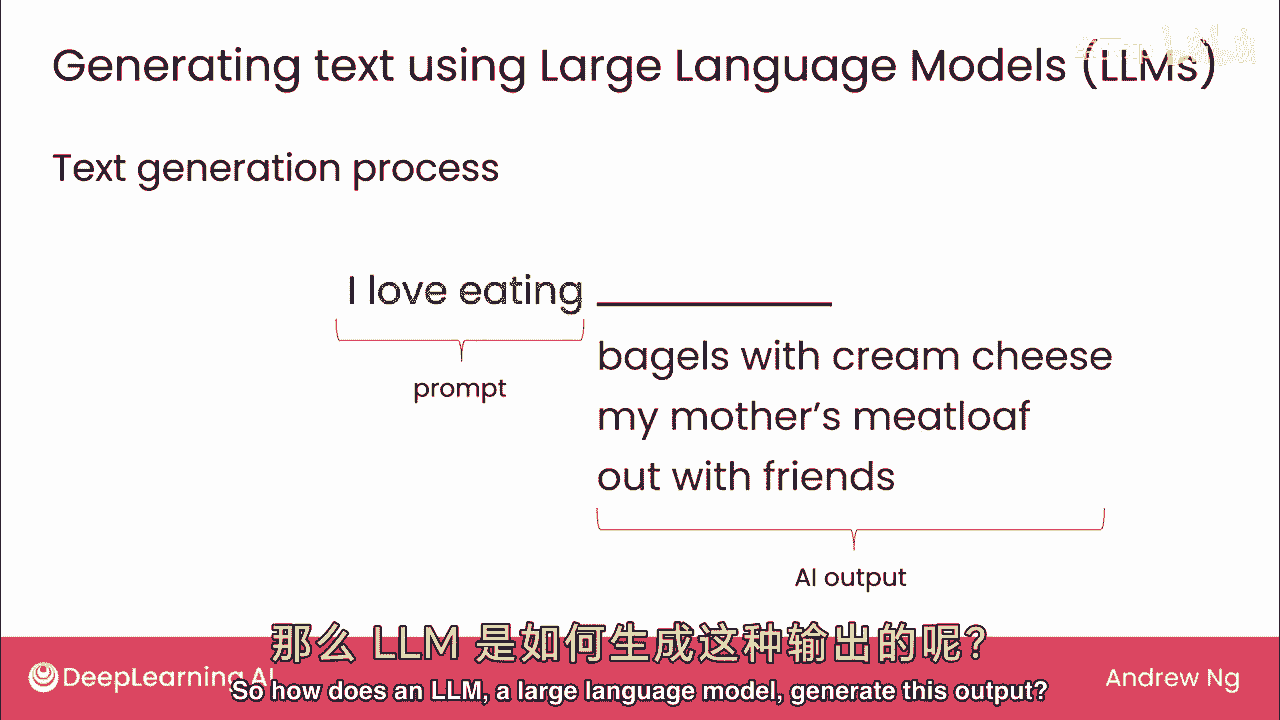 Generating text using Large Language Models (LLMs)
Text generation process
I love eating
prompt
bagels with cream cheese
my mother’s meatloaf
out with friends
AI output
那么 LLM 是如何生成这种输出的呢?
DeepLearning.AI
So how does an LLM, a large language model, generate this output?
Andrew Ng